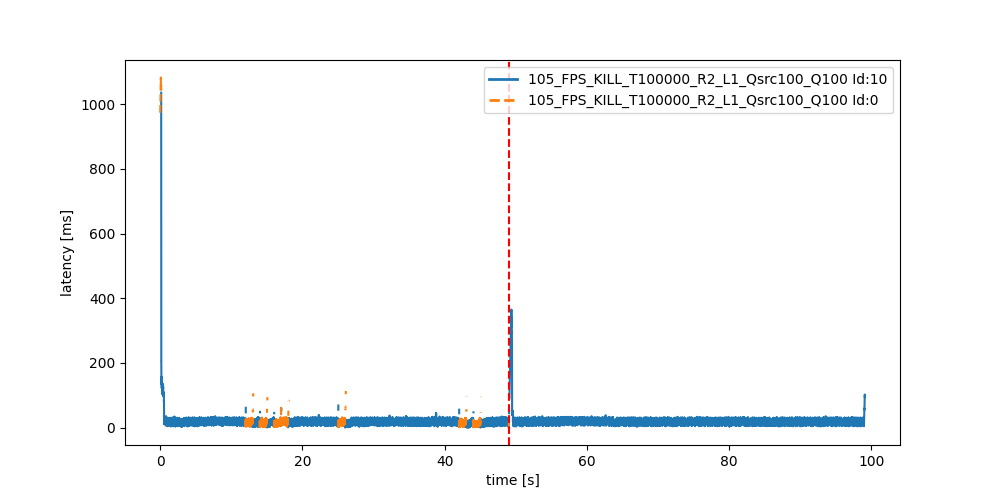 105_FPS_KILL_T100000_R2_L1_Qsrc100_Q100 Id:10
105_FPS_KILL_T100000_R2_L1_Qsrc100_Q100 Id:0
latency [ms]
1000
800
600
400
200
0
0 20 40 60 80 100
time [s]